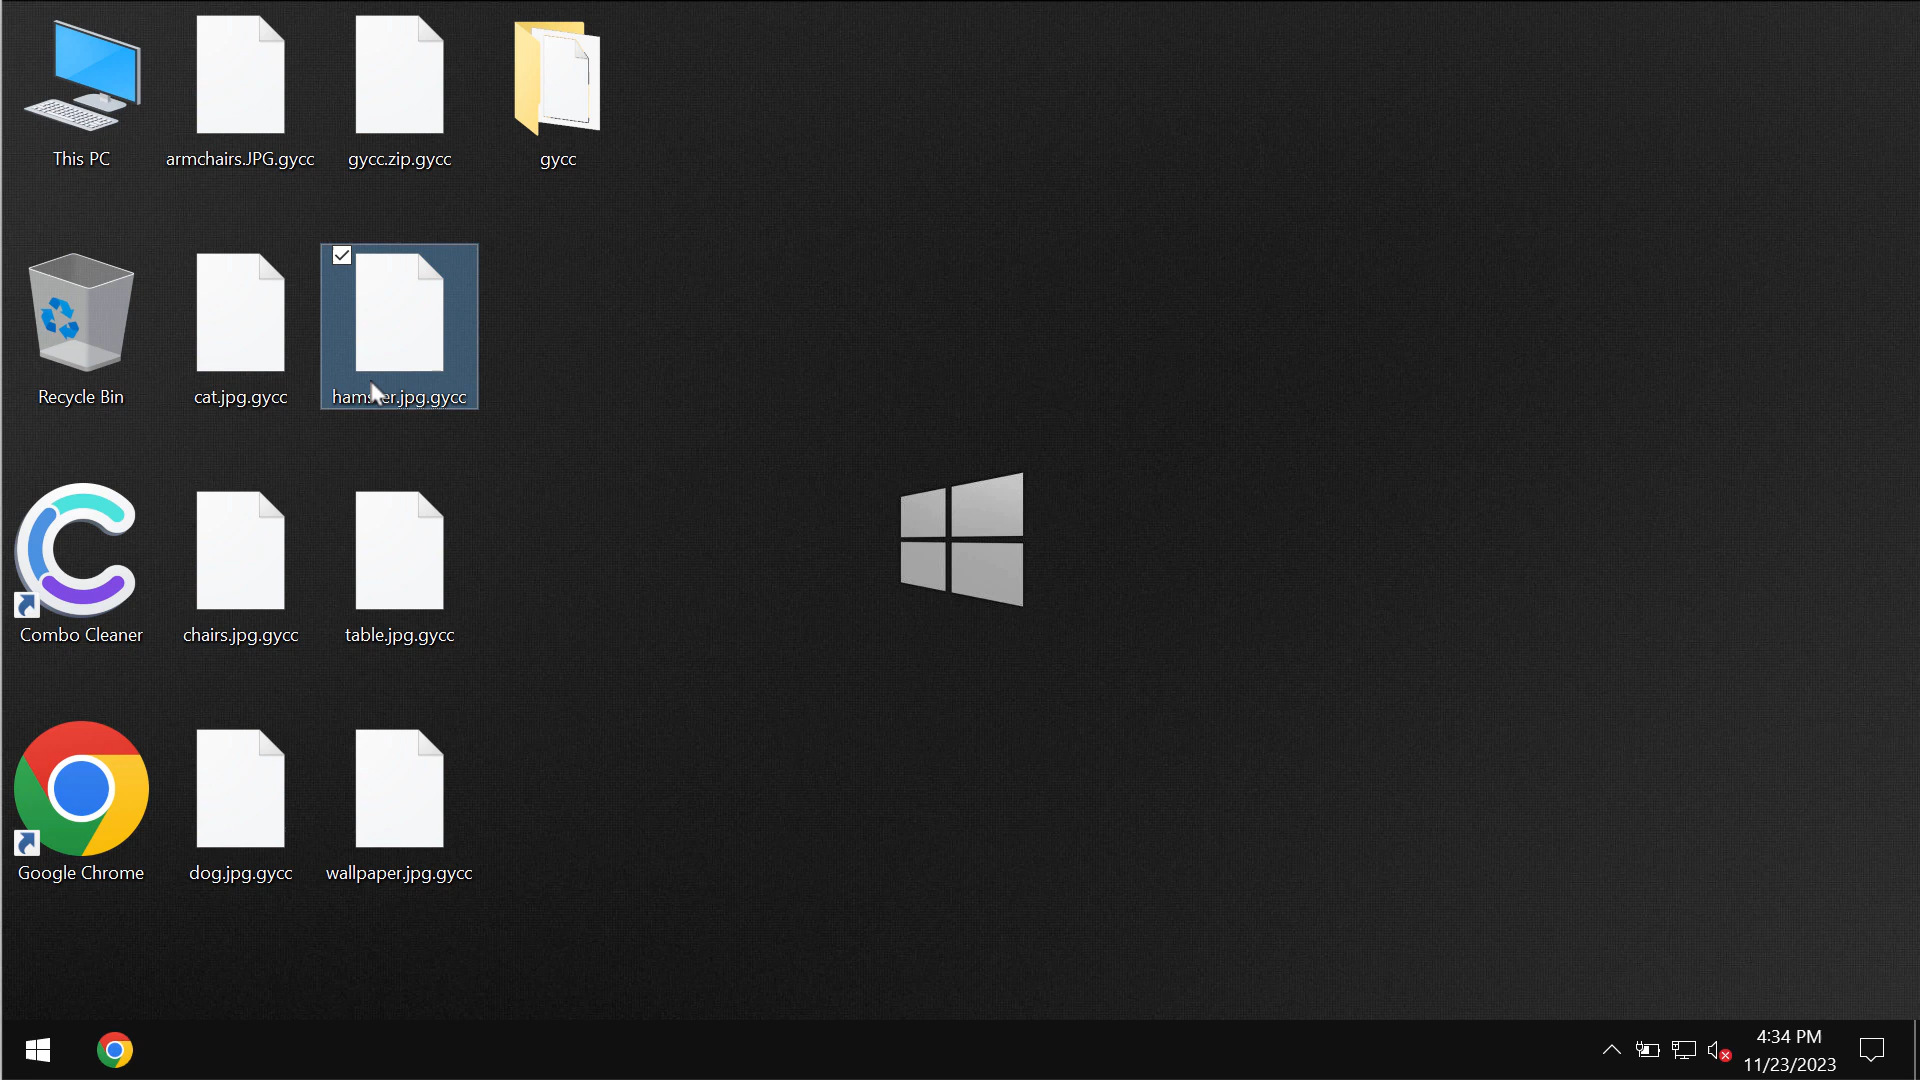 This PC
armchairs.JPG.gycc
gycc.zip.gycc
gycc
Recycle Bin
cat.jpg.gycc
hamster.jpg.gycc
Combo Cleaner
chairs.jpg.gycc
table.jpg.gycc
Google Chrome
dog.jpg.gycc
wallpaper.jpg.gycc
4:34 PM
11/23/2023